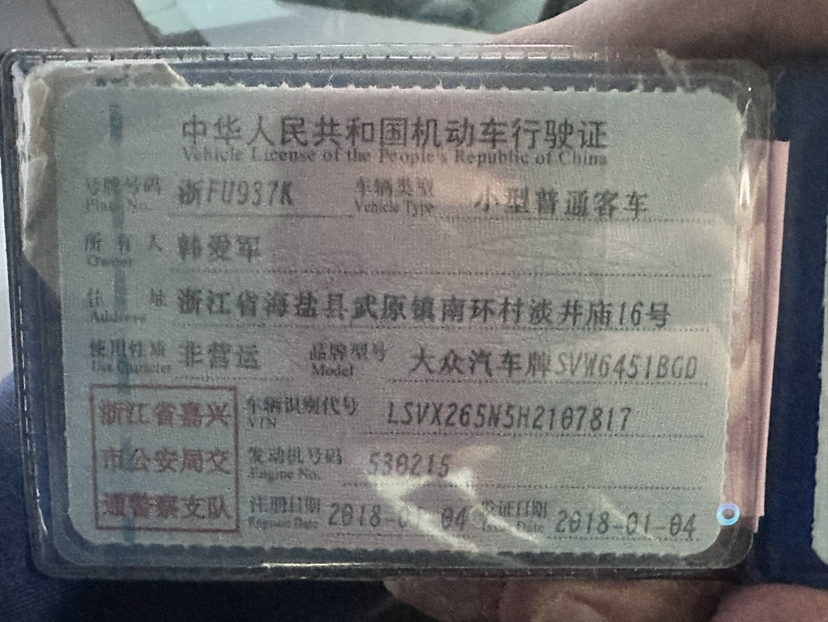 中华人民共和国机动车行驶证
Vehicle License of the People's Republic of China
号牌号码 浙FU937K 车辆类型 小型普通客车
Plate No. Vehicle Type
所有人 韩爱军
Owner
住址 浙江省海盐县武原镇南环村淡井庙16号
Address
使用性质 非营运 品牌型号 大众汽车牌SVW6451BGD
Use Character Model
浙江省嘉兴 车辆识别代号 LSVX265N5H2107817
VIN
市公安局交 发动机号码 530215
Engine No.
通警察支队 注册日期 2018-01-04 发证日期 2018-01-04
Register Date Issue Date